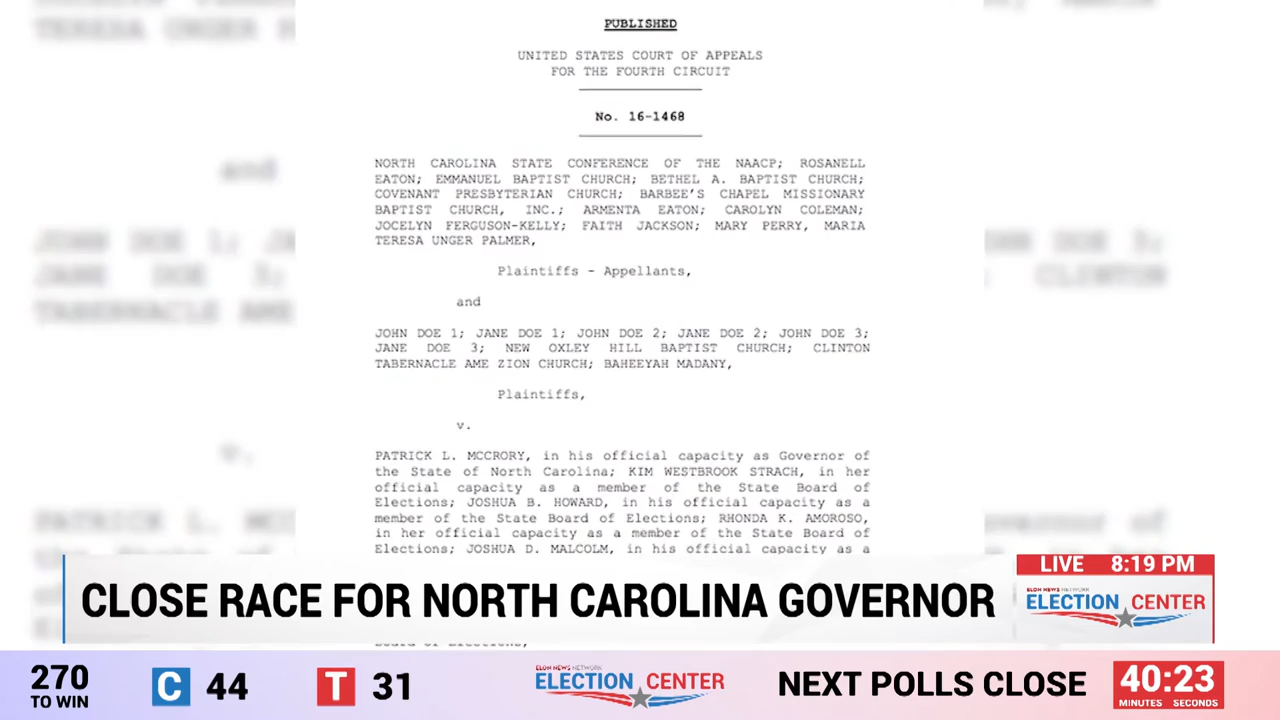 PUBLISHED
UNITED STATES COURT OF APPEALS
FOR THE FOURTH CIRCUIT
No. 16-1468
NORTH CAROLINA STATE CONFERENCE OF THE NAACP; ROSANELL
EATON; EMMANUEL BAPTIST CHURCH; BETHEL A. BAPTIST CHURCH;
COVENANT PRESBYTERIAN CHURCH; BARBEE'S CHAPEL MISSIONARY
BAPTIST CHURCH, INC.; ARMENTA EATON; CAROLYN COLEMAN;
JOCELYN FERGUSON-KELLY; FAITH JACKSON; MARY PERRY, MARIA
TERESA UNGER PALMER,
Plaintiffs - Appellants,
and
JOHN DOE 1; JANE DOE 1; JOHN DOE 2; JANE DOE 2; JOHN DOE 3;
JANE DOE 3; NEW OXLEY HILL BAPTIST CHURCH; CLINTON
TABERNACLE AME ZION CHURCH; BAHEEYAH MADANY,
Plaintiffs,
v.
PATRICK L. MCCRORY, in his official capacity as Governor of
the State of North Carolina; KIM WESTBROOK STRACH, in her
official capacity as a member of the State Board of
Elections; JOSHUA B. HOWARD, in his official capacity as a
member of the State Board of Elections; RHONDA K. AMOROSO,
in her official capacity as a member of the State Board of
Elections; JOSHUA D. MALCOLM, in his official capacity as a
CLOSE RACE FOR NORTH CAROLINA GOVERNOR
LIVE 8:19 PM
ELON NEWS NETWORK
ELECTION CENTER
270
TO WIN
C 44
T 31
ELON NEWS NETWORK
ELECTION CENTER
NEXT POLLS CLOSE
40:23
MINUTES SECONDS